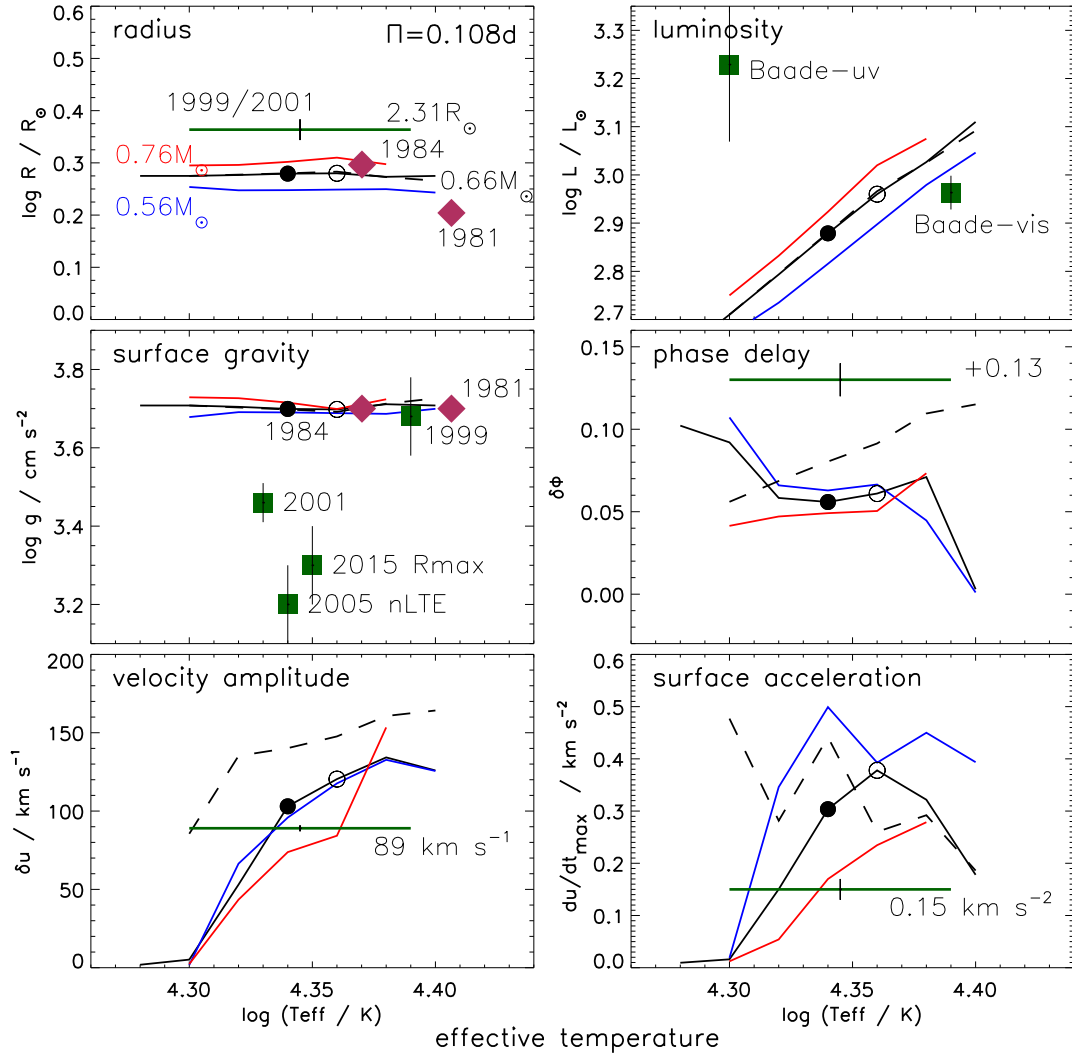 radius
Π=0.108d
1999/2001
2.31R⊙
1984
0.76M⊙
0.66M⊙
0.56M⊙
1981
log R / R⊙
0.6
0.5
0.4
0.3
0.2
0.1
0.0
luminosity
Baade-uv
Baade-vis
log L / L⊙
3.3
3.2
3.1
3.0
2.9
2.8
2.7
surface gravity
1981
1984
1999
2001
2015 Rmax
2005 nLTE
log g / cm s⁻²
3.8
3.6
3.4
3.2
phase delay
+0.13
δϕ
0.15
0.10
0.05
0.00
velocity amplitude
89 km s⁻¹
δu / km s⁻¹
200
150
100
50
0
4.30 4.35 4.40
log (Teff / K)
surface acceleration
0.15 km s⁻²
du/dtmax / km s⁻²
0.6
0.5
0.4
0.3
0.2
0.1
0.0
4.30 4.35 4.40
log (Teff / K)
effective temperature